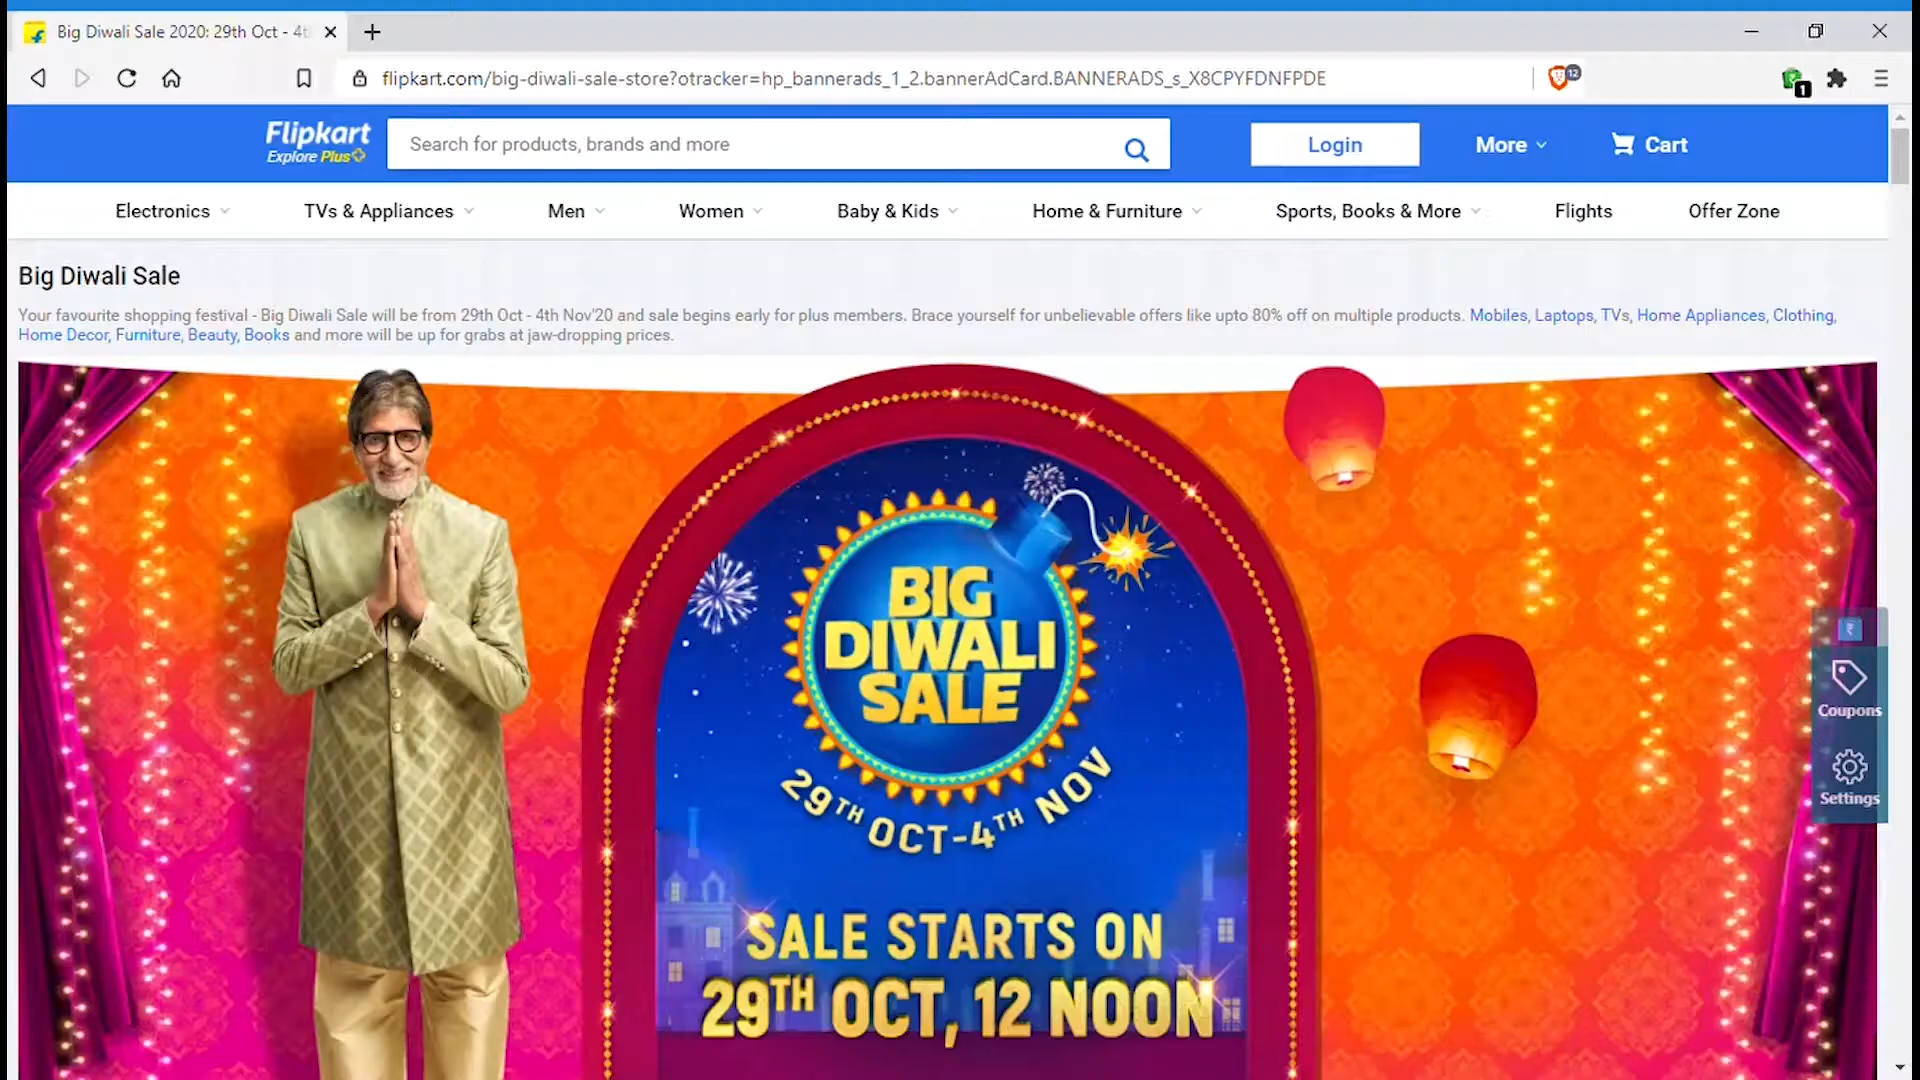 Big Diwali Sale 2020: 29th Oct - 4t
flipkart.com/big-diwali-sale-store?otracker=hp_bannerads_1_2.bannerAdCard.BANNERADS_s_X8CPYFDNFPDE
12
1
Flipkart
Explore Plus
Search for products, brands and more
Login
More
Cart
Electronics
TVs & Appliances
Men
Women
Baby & Kids
Home & Furniture
Sports, Books & More
Flights
Offer Zone
Big Diwali Sale
Your favourite shopping festival - Big Diwali Sale will be from 29th Oct - 4th Nov'20 and sale begins early for plus members. Brace yourself for unbelievable offers like upto 80% off on multiple products. Mobiles, Laptops, TVs, Home Appliances, Clothing,
Home Decor, Furniture, Beauty, Books and more will be up for grabs at jaw-dropping prices.
BIG
DIWALI
SALE
29TH OCT-4TH NOV
SALE STARTS ON
29TH OCT, 12 NOON
₹
Coupons
Settings